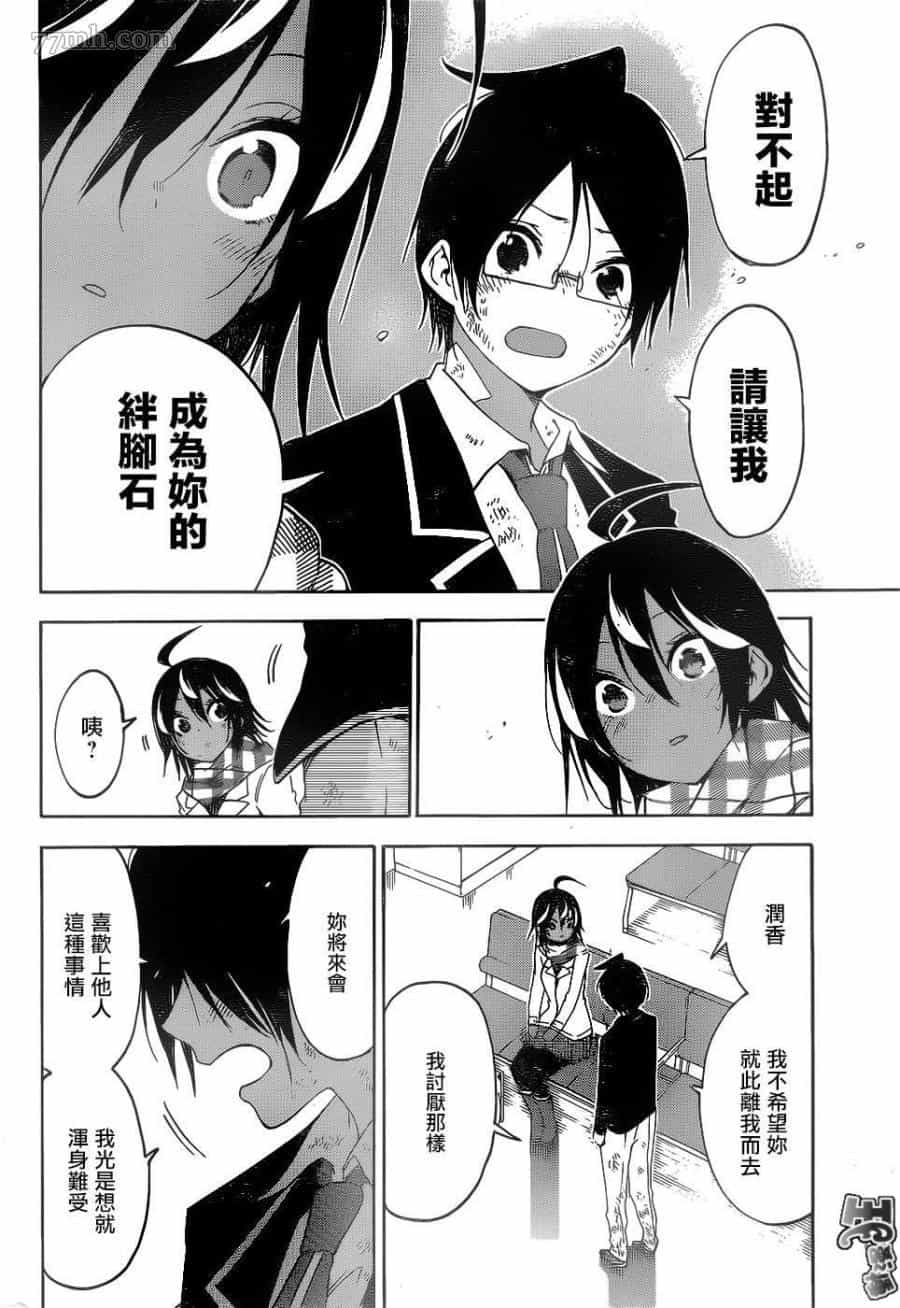 77mh.com
對不起
請讓我
成為妳的
絆腳石
咦?
潤香
我不希望妳
就此離我而去
我討厭那樣
妳將來會
喜歡上他人
這種事情
我光是想就
渾身難受